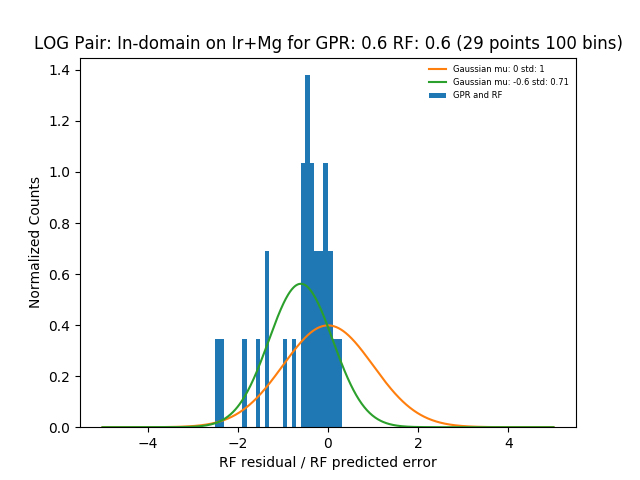 LOG Pair: In-domain on Ir+Mg for GPR: 0.6 RF: 0.6 (29 points 100 bins)
Gaussian mu: 0 std: 1
Gaussian mu: -0.6 std: 0.71
GPR and RF
Normalized Counts
1.4
1.2
1.0
0.8
0.6
0.4
0.2
0.0
−4
−2
0
2
4
RF residual / RF predicted error